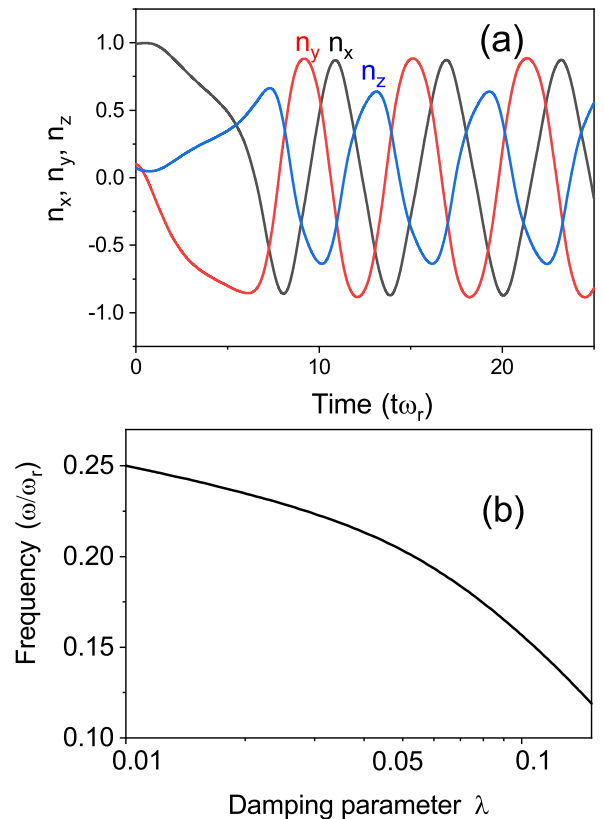 (a)
n_y n_x
n_z
1.0
0.5
0.0
-0.5
-1.0
n_x, n_y, n_z
0 10 20
Time (tω_r)
(b)
0.25
0.20
0.15
0.10
Frequency (ω/ω_r)
0.01 0.05 0.1
Damping parameter λ